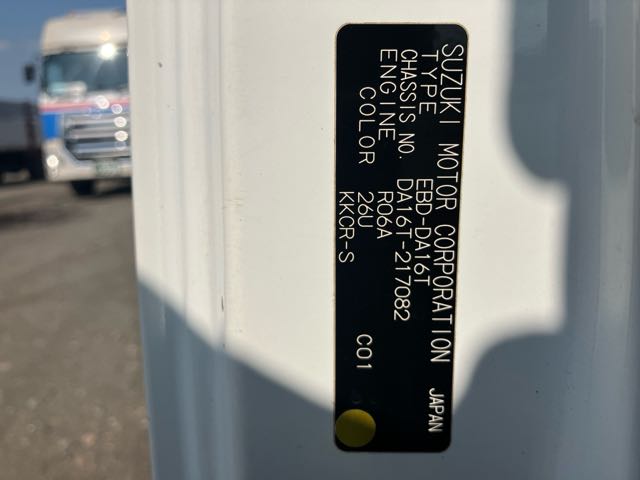 SUZUKI MOTOR CORPORATION JAPAN
TYPE EBD-DA16T
CHASSIS NO. DA16T-217082
ENGINE R06A
COLOR 26U C01
KKCR-S